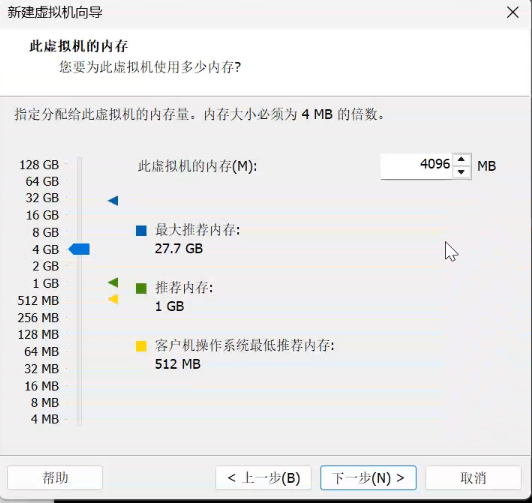 新建虚拟机向导
此虚拟机的内存
您要为此虚拟机使用多少内存?
指定分配给此虚拟机的内存量。内存大小必须为 4 MB 的倍数。
128 GB
64 GB
32 GB
16 GB
8 GB
4 GB
2 GB
1 GB
512 MB
256 MB
128 MB
64 MB
32 MB
16 MB
8 MB
4 MB
此虚拟机的内存(M):
4096 MB
最大推荐内存:
27.7 GB
推荐内存:
1 GB
客户机操作系统最低推荐内存:
512 MB
帮助
< 上一步(B)
下一步(N) >
取消